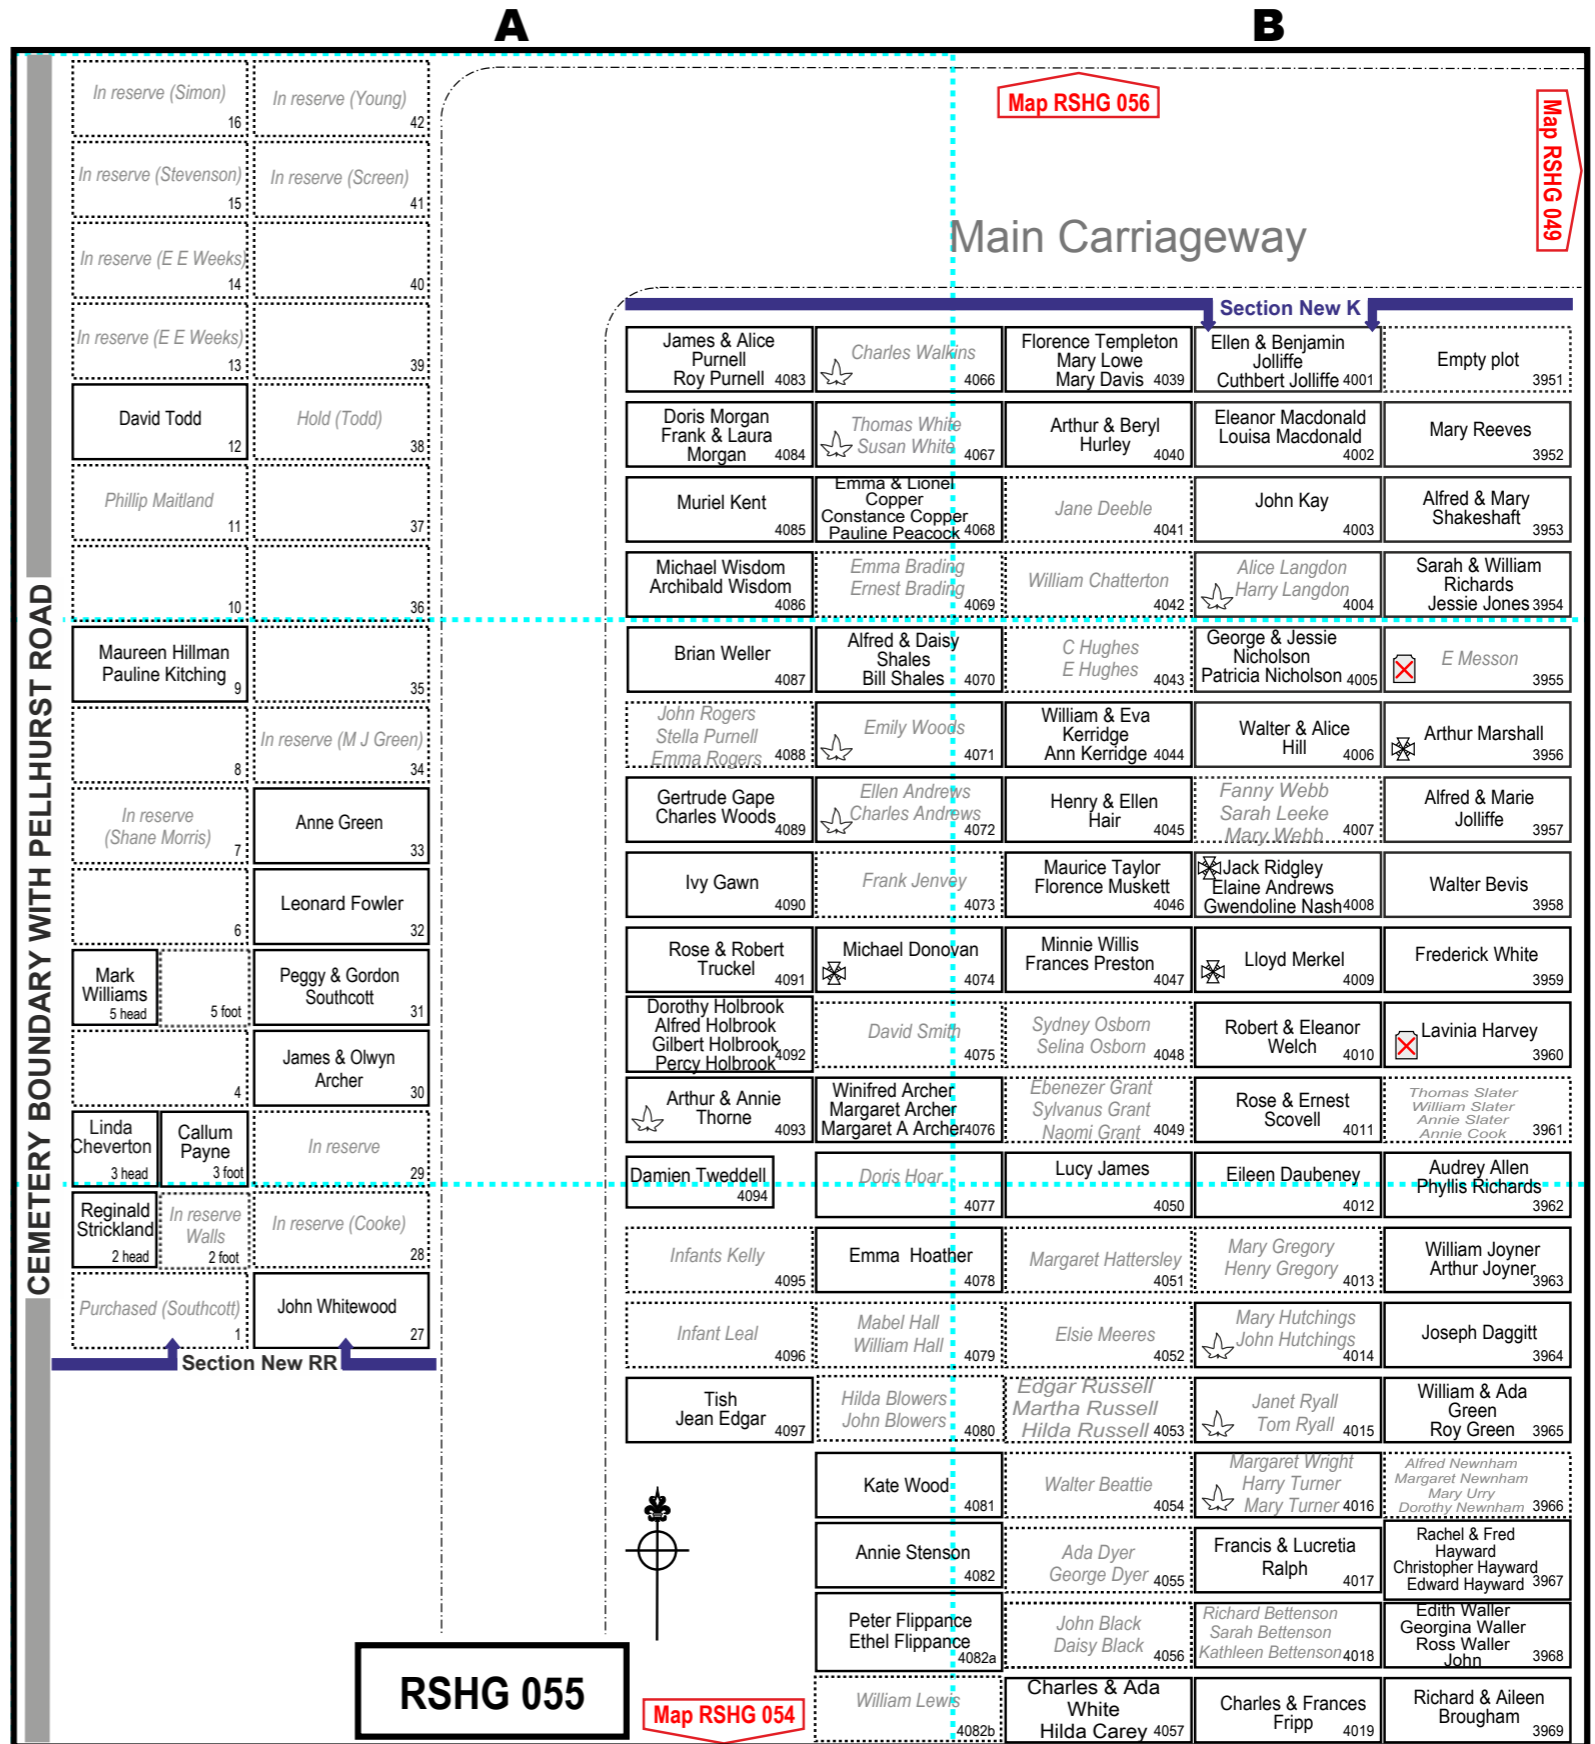 A
B
Map RSHG 056
Map RSHG 049
Main Carriageway
CEMETERY BOUNDARY WITH PELLHURST ROAD
In reserve (Simon)
16
In reserve (Young)
42
In reserve (Stevenson)
15
In reserve (Screen)
41
In reserve (E E Weeks)
14
40
In reserve (E E Weeks)
13
39
David Todd
12
Hold (Todd)
38
Phillip Maitland
11
37
10
36
Maureen Hillman
Pauline Kitching
9
35
8
In reserve (M J Green)
34
In reserve
(Shane Morris)
7
Anne Green
33
6
Leonard Fowler
32
Mark
Williams
5 head
5 foot
Peggy & Gordon
Southcott
31
4
James & Olwyn
Archer
30
Linda
Cheverton
3 head
Callum
Payne
3 foot
In reserve
29
Reginald
Strickland
2 head
In reserve
Walls
2 foot
In reserve (Cooke)
28
Purchased (Southcott)
1
John Whitewood
27
Section New RR
Section New K
James & Alice
Purnell
Roy Purnell 4083
Charles Walkins
4066
Florence Templeton
Mary Lowe
Mary Davis 4039
Ellen & Benjamin
Jolliffe
Cuthbert Jolliffe 4001
Empty plot
3951
Doris Morgan
Frank & Laura
Morgan 4084
Thomas White
Susan White 4067
Arthur & Beryl
Hurley 4040
Eleanor Macdonald
Louisa Macdonald
4002
Mary Reeves
3952
Muriel Kent
4085
Emma & Lionel
Copper
Constance Copper
Pauline Peacock 4068
Jane Deeble
4041
John Kay
4003
Alfred & Mary
Shakeshaft
3953
Michael Wisdom
Archibald Wisdom
4086
Emma Brading
Ernest Brading
4069
William Chatterton
4042
Alice Langdon
Harry Langdon
4004
Sarah & William
Richards
Jessie Jones 3954
Brian Weller
4087
Alfred & Daisy
Shales
Bill Shales 4070
C Hughes
E Hughes 4043
George & Jessie
Nicholson
Patricia Nicholson 4005
E Messon
3955
John Rogers
Stella Purnell
Emma Rogers 4088
Emily Woods
4071
William & Eva
Kerridge
Ann Kerridge 4044
Walter & Alice
Hill 4006
Arthur Marshall
3956
Gertrude Gape
Charles Woods
4089
Ellen Andrews
Charles Andrews
4072
Henry & Ellen
Hair 4045
Fanny Webb
Sarah Leeke
Mary Webb 4007
Alfred & Marie
Jolliffe
3957
Ivy Gawn
4090
Frank Jenvey
4073
Maurice Taylor
Florence Muskett
4046
Jack Ridgley
Elaine Andrews
Gwendoline Nash 4008
Walter Bevis
3958
Rose & Robert
Truckel
4091
Michael Donovan
4074
Minnie Willis
Frances Preston
4047
Lloyd Merkel
4009
Frederick White
3959
Dorothy Holbrook
Alfred Holbrook
Gilbert Holbrook
Percy Holbrook 4092
David Smith
4075
Sydney Osborn
Selina Osborn 4048
Robert & Eleanor
Welch 4010
Lavinia Harvey
3960
Arthur & Annie
Thorne
4093
Winifred Archer
Margaret Archer
Margaret A Archer 4076
Ebenezer Grant
Sylvanus Grant
Naomi Grant 4049
Rose & Ernest
Scovell
4011
Thomas Slater
William Slater
Annie Slater
Annie Cook 3961
Damien Tweddell
4094
Doris Hoar
4077
Lucy James
4050
Eileen Daubeney
4012
Audrey Allen
Phyllis Richards
3962
Infants Kelly
4095
Emma Hoather
4078
Margaret Hattersley
4051
Mary Gregory
Henry Gregory 4013
William Joyner
Arthur Joyner
3963
Infant Leal
4096
Mabel Hall
William Hall 4079
Elsie Meeres
4052
Mary Hutchings
John Hutchings
4014
Joseph Daggitt
3964
Tish
Jean Edgar 4097
Hilda Blowers
John Blowers 4080
Edgar Russell
Martha Russell
Hilda Russell 4053
Janet Ryall
Tom Ryall 4015
William & Ada
Green
Roy Green 3965
Kate Wood
4081
Walter Beattie
4054
Margaret Wright
Harry Turner
Mary Turner 4016
Alfred Newnham
Margaret Newnham
Mary Urry
Dorothy Newnham 3966
Annie Stenson
4082
Ada Dyer
George Dyer 4055
Francis & Lucretia
Ralph 4017
Rachel & Fred
Hayward
Christopher Hayward
Edward Hayward 3967
Peter Flippance
Ethel Flippance
4082a
John Black
Daisy Black 4056
Richard Bettenson
Sarah Bettenson
Kathleen Bettenson 4018
Edith Waller
Georgina Waller
Ross Waller
John 3968
William Lewis
4082b
Charles & Ada
White
Hilda Carey 4057
Charles & Frances
Fripp 4019
Richard & Aileen
Brougham
3969
RSHG 055
Map RSHG 054